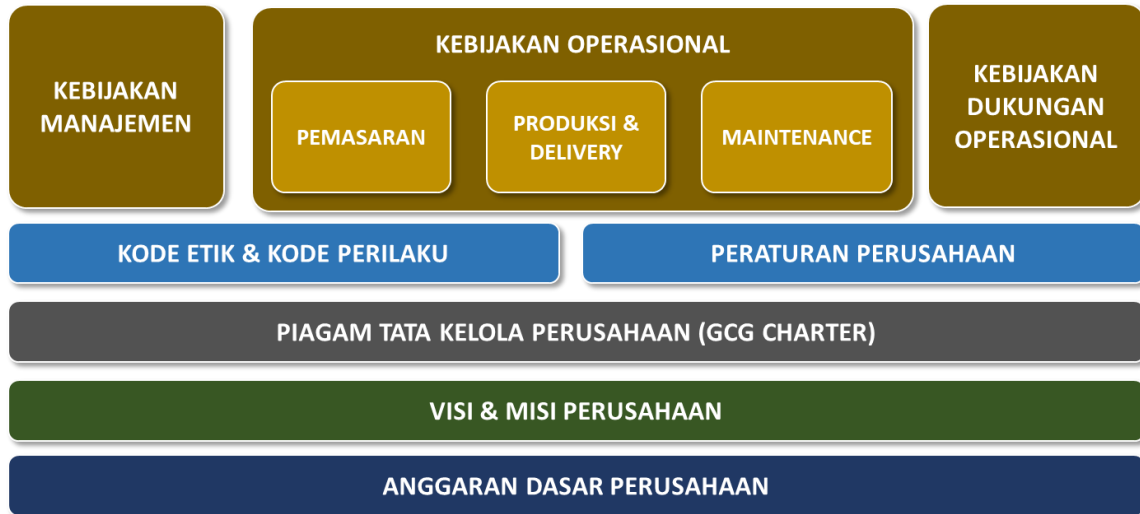 KEBIJAKAN
MANAJEMEN
KEBIJAKAN OPERASIONAL
PEMASARAN
PRODUKSI &
DELIVERY
MAINTENANCE
KEBIJAKAN
DUKUNGAN
OPERASIONAL
KODE ETIK & KODE PERILAKU
PERATURAN PERUSAHAAN
PIAGAM TATA KELOLA PERUSAHAAN (GCG CHARTER)
VISI & MISI PERUSAHAAN
ANGGARAN DASAR PERUSAHAAN